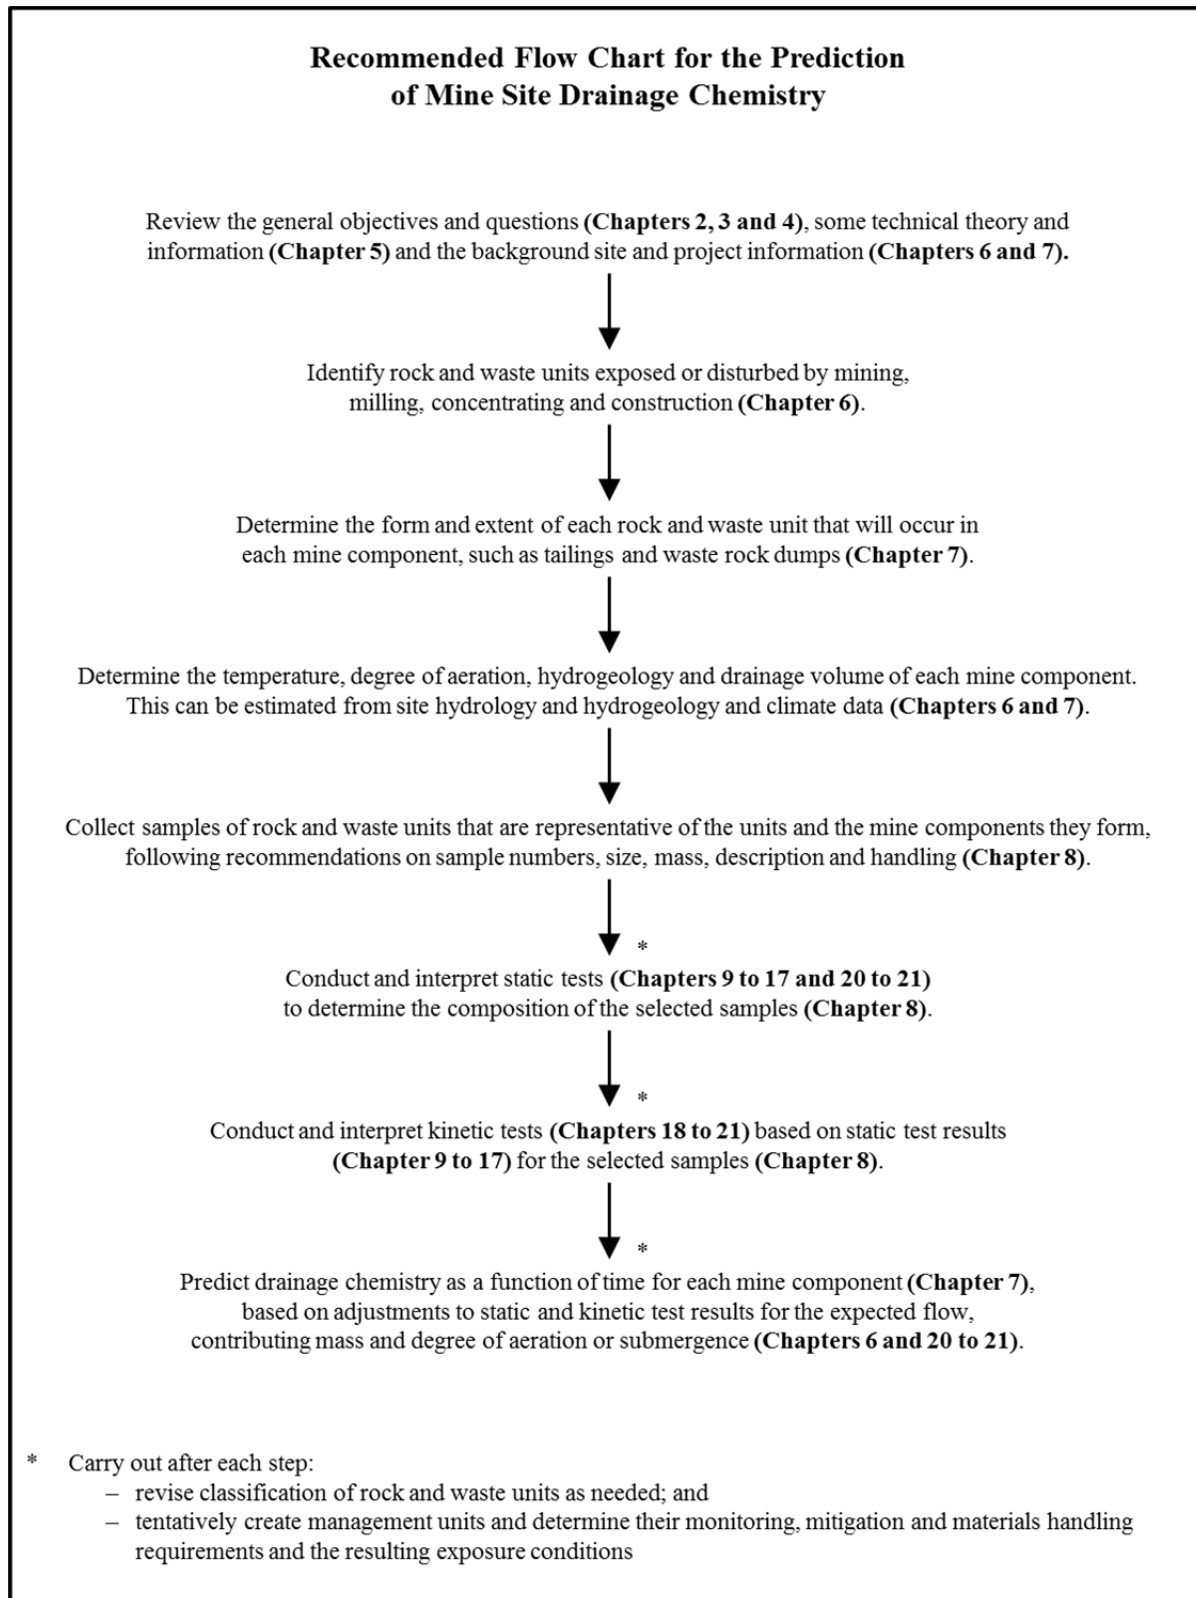 Recommended Flow Chart for the Prediction
of Mine Site Drainage Chemistry
Review the general objectives and questions (Chapters 2, 3 and 4), some technical theory and
information (Chapter 5) and the background site and project information (Chapters 6 and 7).
Identify rock and waste units exposed or disturbed by mining,
milling, concentrating and construction (Chapter 6).
Determine the form and extent of each rock and waste unit that will occur in
each mine component, such as tailings and waste rock dumps (Chapter 7).
Determine the temperature, degree of aeration, hydrogeology and drainage volume of each mine component.
This can be estimated from site hydrology and hydrogeology and climate data (Chapters 6 and 7).
Collect samples of rock and waste units that are representative of the units and the mine components they form,
following recommendations on sample numbers, size, mass, description and handling (Chapter 8).
*
Conduct and interpret static tests (Chapters 9 to 17 and 20 to 21)
to determine the composition of the selected samples (Chapter 8).
*
Conduct and interpret kinetic tests (Chapters 18 to 21) based on static test results
(Chapter 9 to 17) for the selected samples (Chapter 8).
*
Predict drainage chemistry as a function of time for each mine component (Chapter 7),
based on adjustments to static and kinetic test results for the expected flow,
contributing mass and degree of aeration or submergence (Chapters 6 and 20 to 21).
* Carry out after each step:
– revise classification of rock and waste units as needed; and
– tentatively create management units and determine their monitoring, mitigation and materials handling
requirements and the resulting exposure conditions